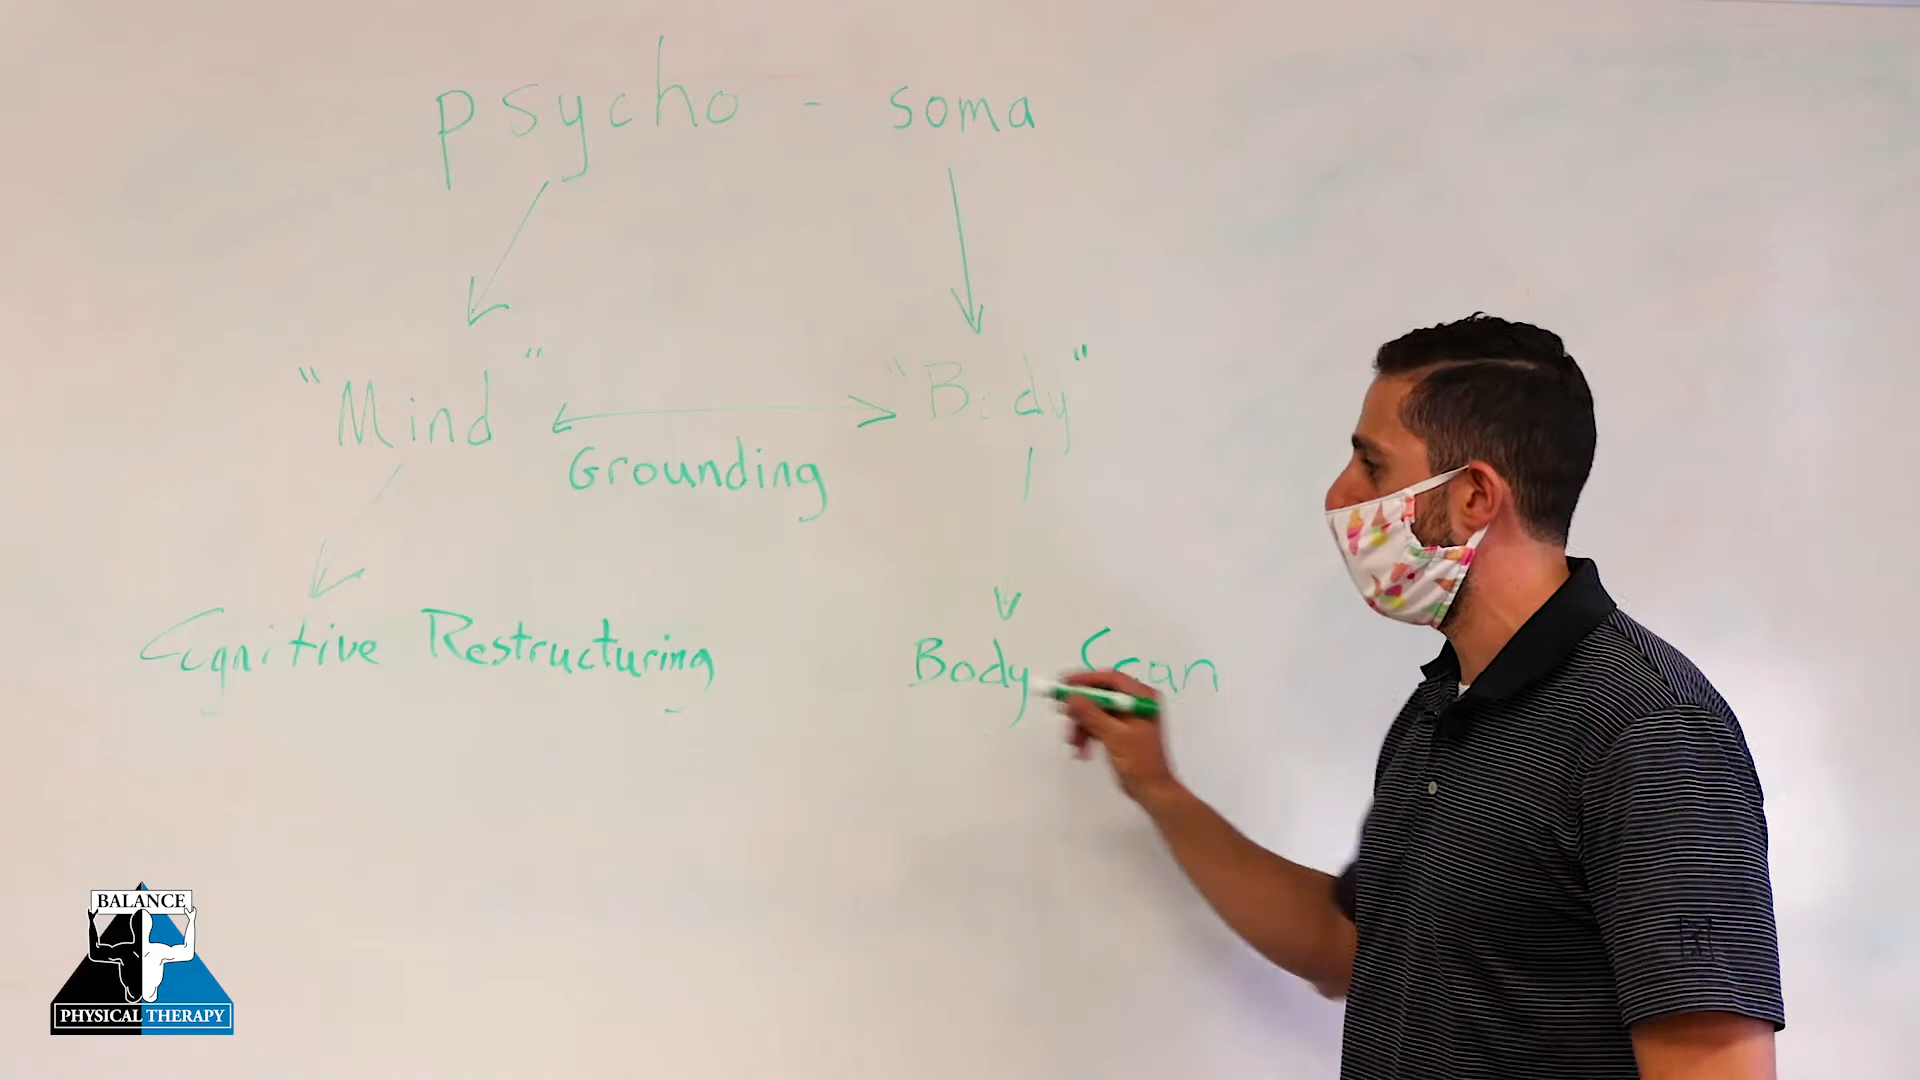 psycho - soma
"Mind" "Body"
Grounding
Cognitive Restructuring Body Scan
BALANCE
PHYSICAL THERAPY